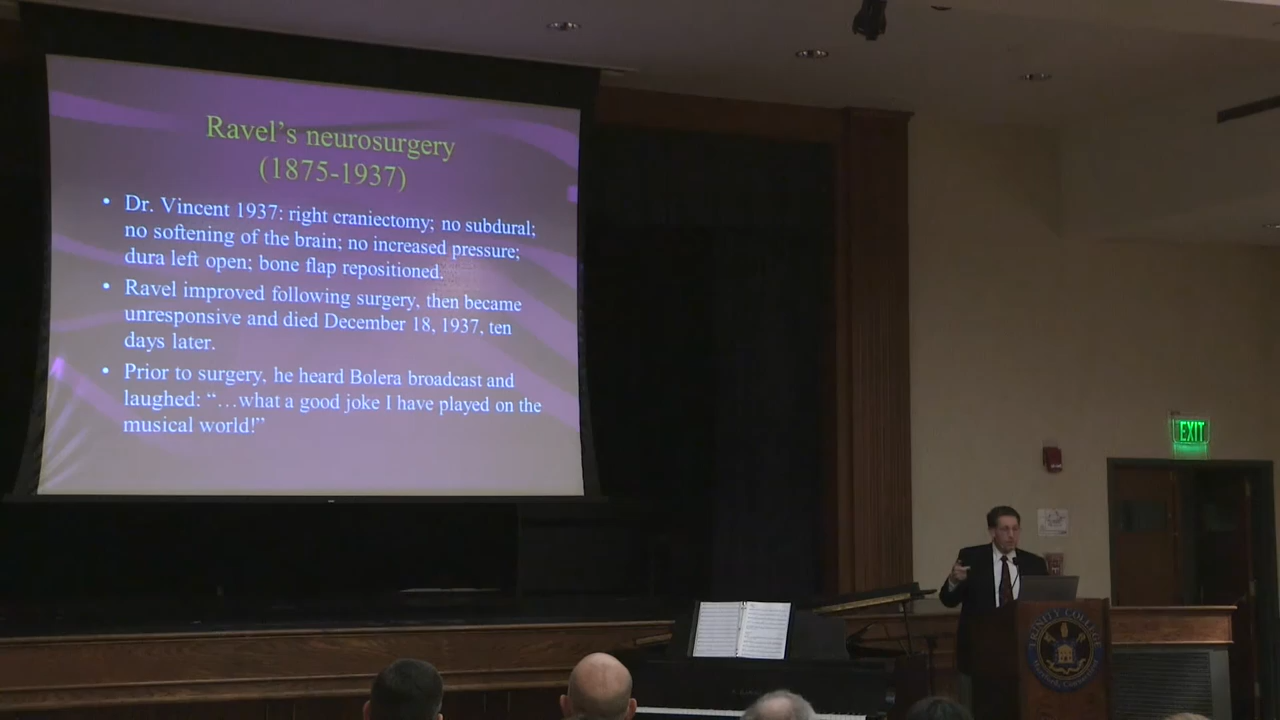 Ravel's neurosurgery
(1875-1937)
• Dr. Vincent 1937: right craniectomy; no subdural;
no softening of the brain; no increased pressure;
dura left open; bone flap repositioned.
• Ravel improved following surgery, then became
unresponsive and died December 18, 1937, ten
days later.
• Prior to surgery, he heard Bolera broadcast and
laughed: “…what a good joke I have played on the
musical world!”
EXIT
TRINITY COLLEGE